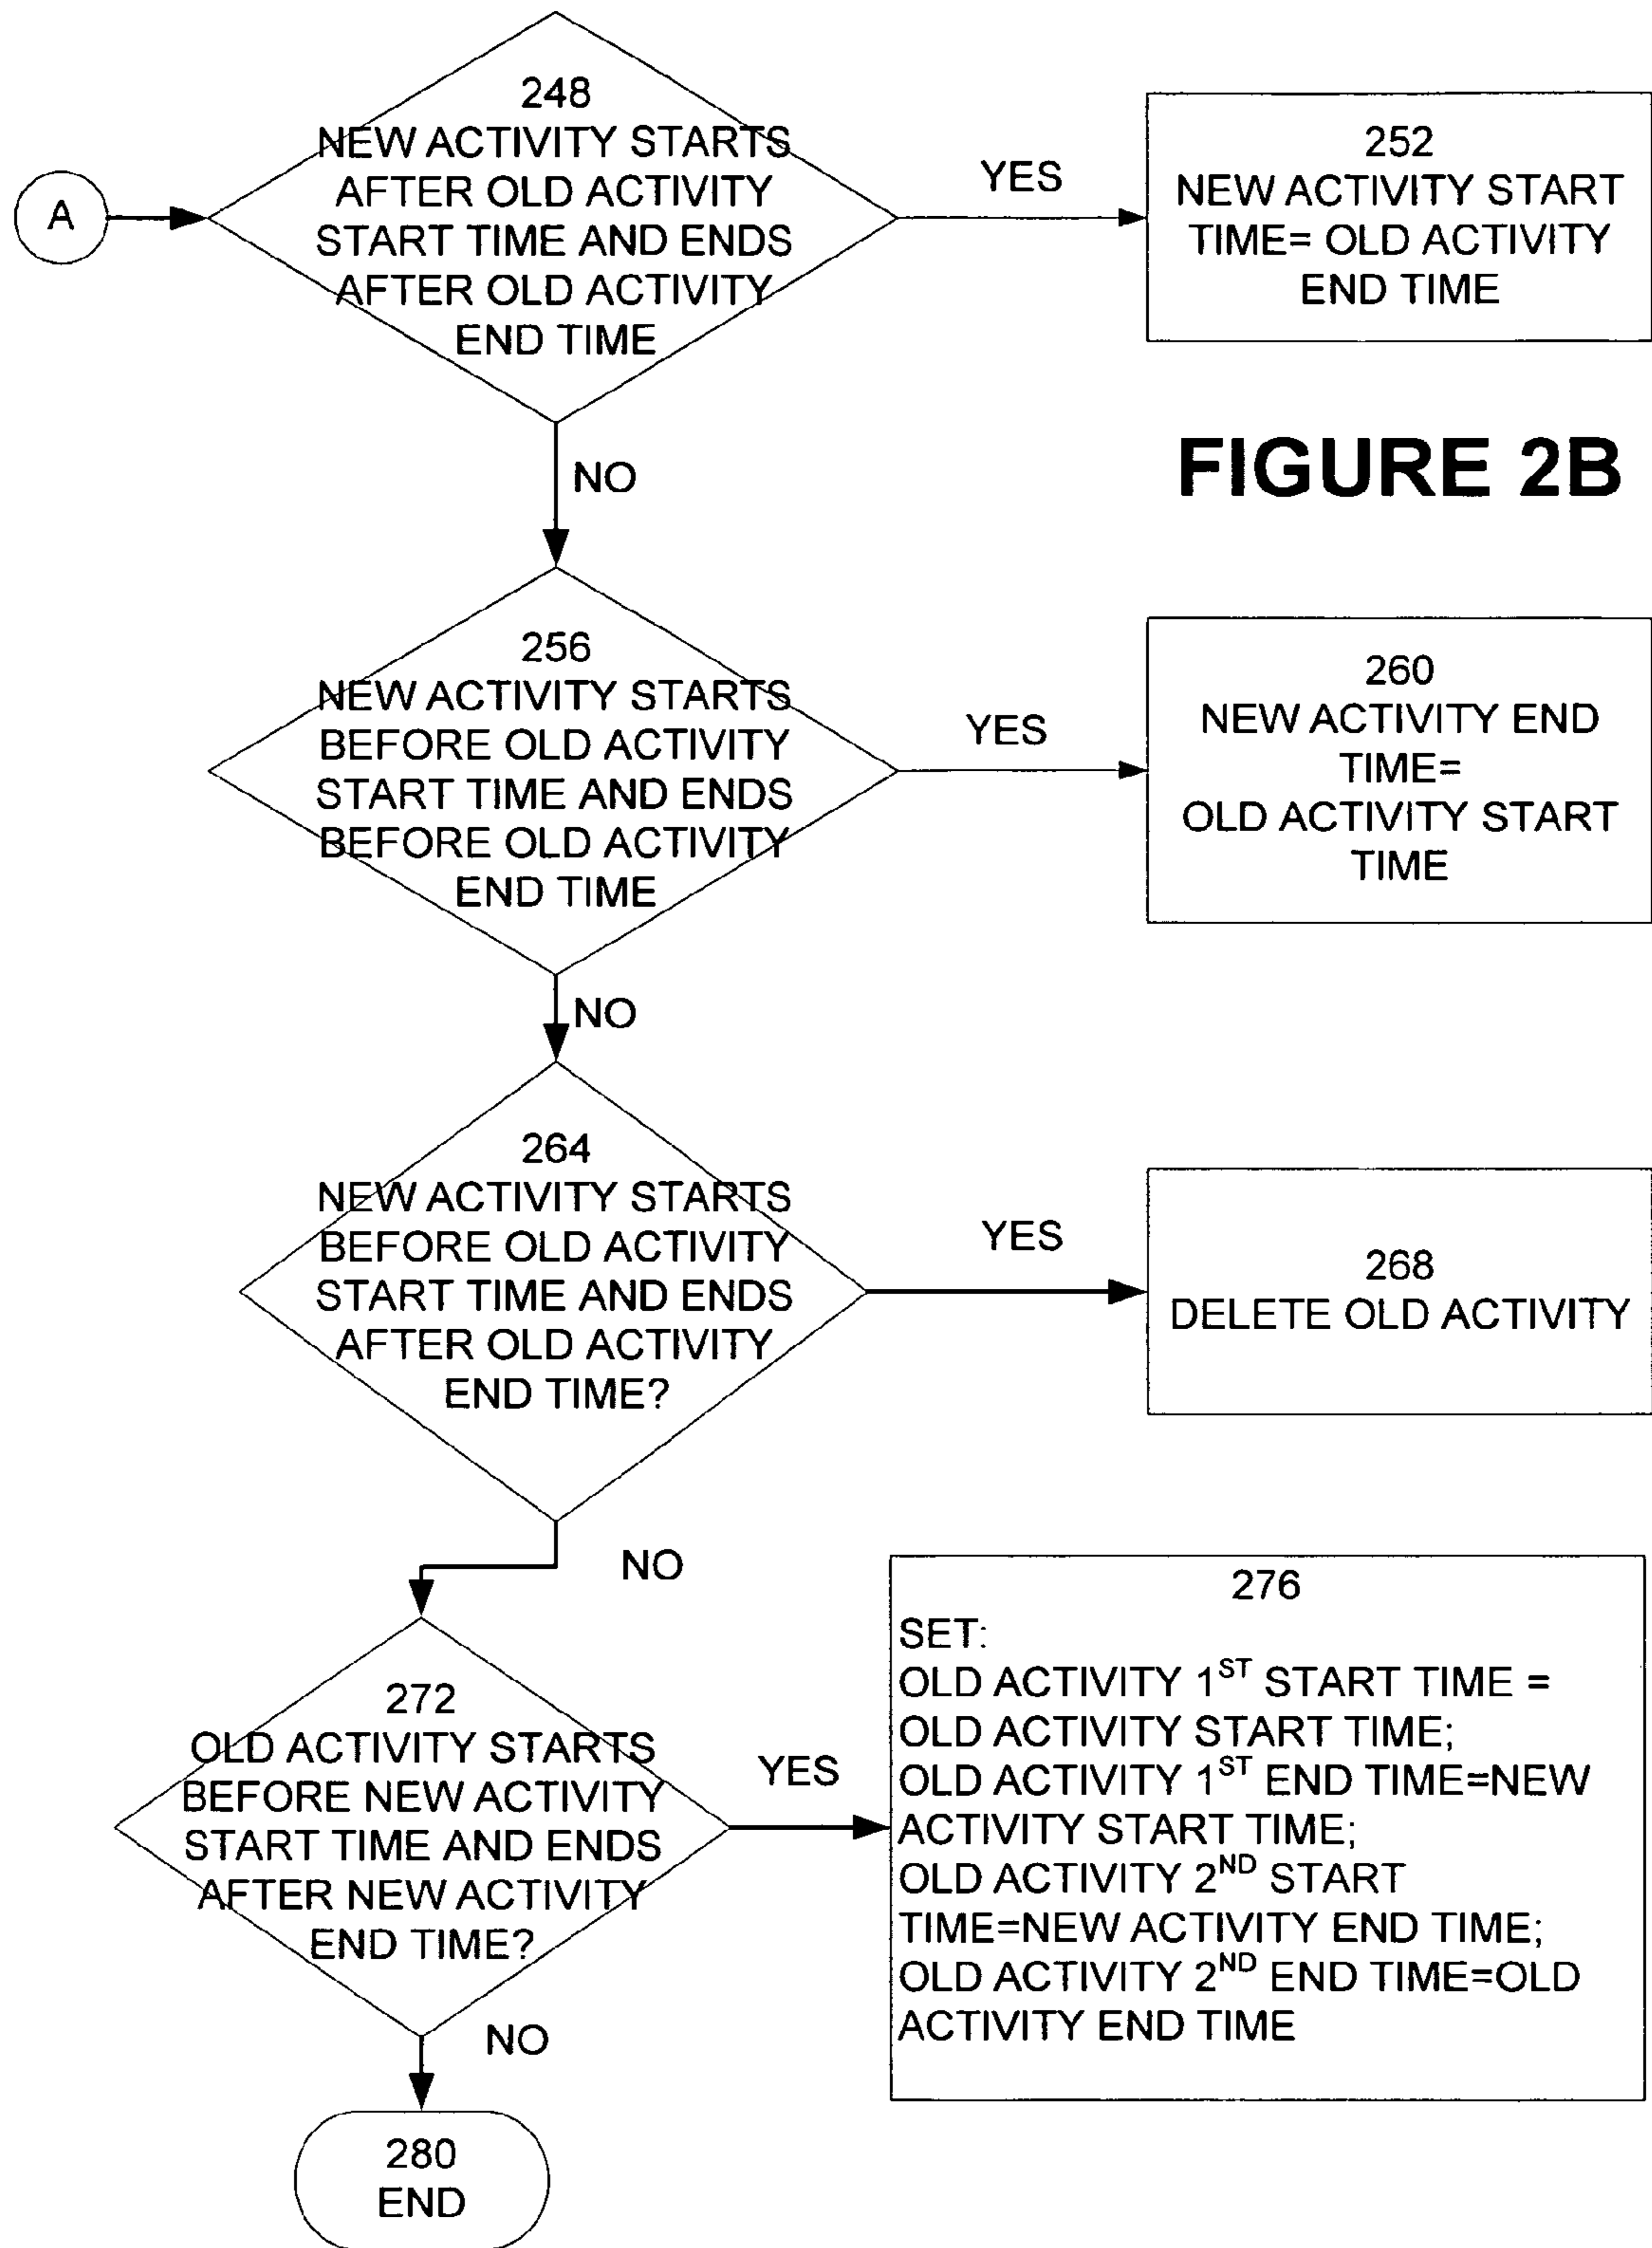 A
248
NEW ACTIVITY STARTS
AFTER OLD ACTIVITY
START TIME AND ENDS
AFTER OLD ACTIVITY
END TIME
YES
252
NEW ACTIVITY START
TIME= OLD ACTIVITY
END TIME
NO
FIGURE 2B
256
NEW ACTIVITY STARTS
BEFORE OLD ACTIVITY
START TIME AND ENDS
BEFORE OLD ACTIVITY
END TIME
YES
260
NEW ACTIVITY END
TIME=
OLD ACTIVITY START
TIME
NO
264
NEW ACTIVITY STARTS
BEFORE OLD ACTIVITY
START TIME AND ENDS
AFTER OLD ACTIVITY
END TIME?
YES
268
DELETE OLD ACTIVITY
NO
272
OLD ACTIVITY STARTS
BEFORE NEW ACTIVITY
START TIME AND ENDS
AFTER NEW ACTIVITY
END TIME?
YES
276
SET:
OLD ACTIVITY 1ST START TIME =
OLD ACTIVITY START TIME;
OLD ACTIVITY 1ST END TIME=NEW
ACTIVITY START TIME;
OLD ACTIVITY 2ND START
TIME=NEW ACTIVITY END TIME;
OLD ACTIVITY 2ND END TIME=OLD
ACTIVITY END TIME
NO
280
END